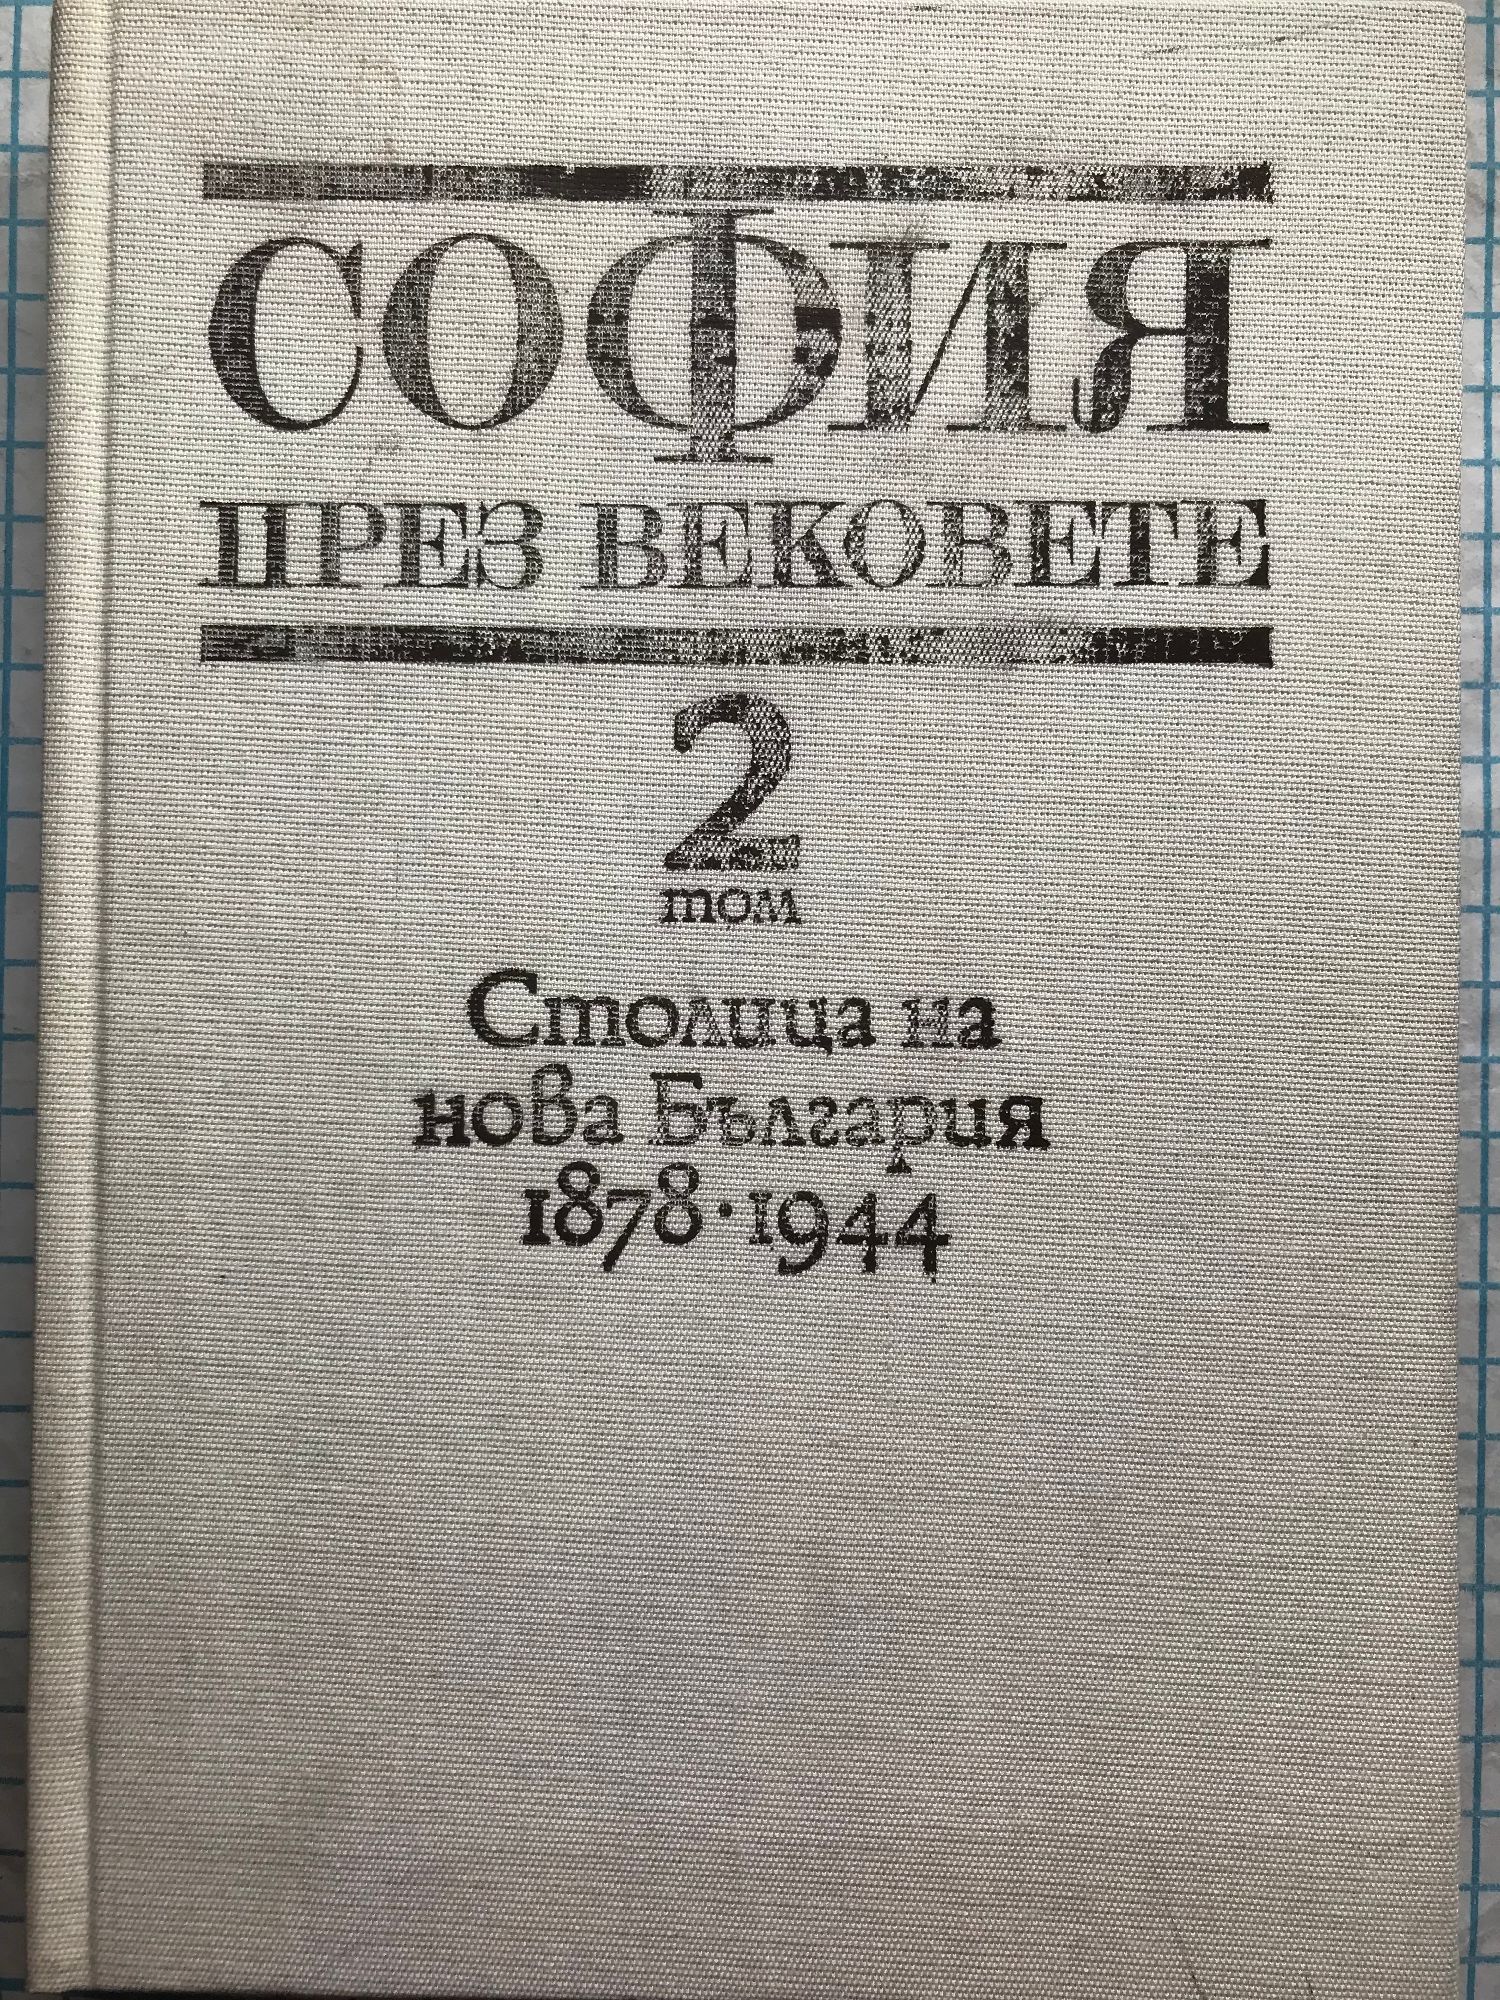 СОФИЯ
ПРЕЗ ВЕКОВЕТЕ
2
том
Столица на
нова България
1878·1944